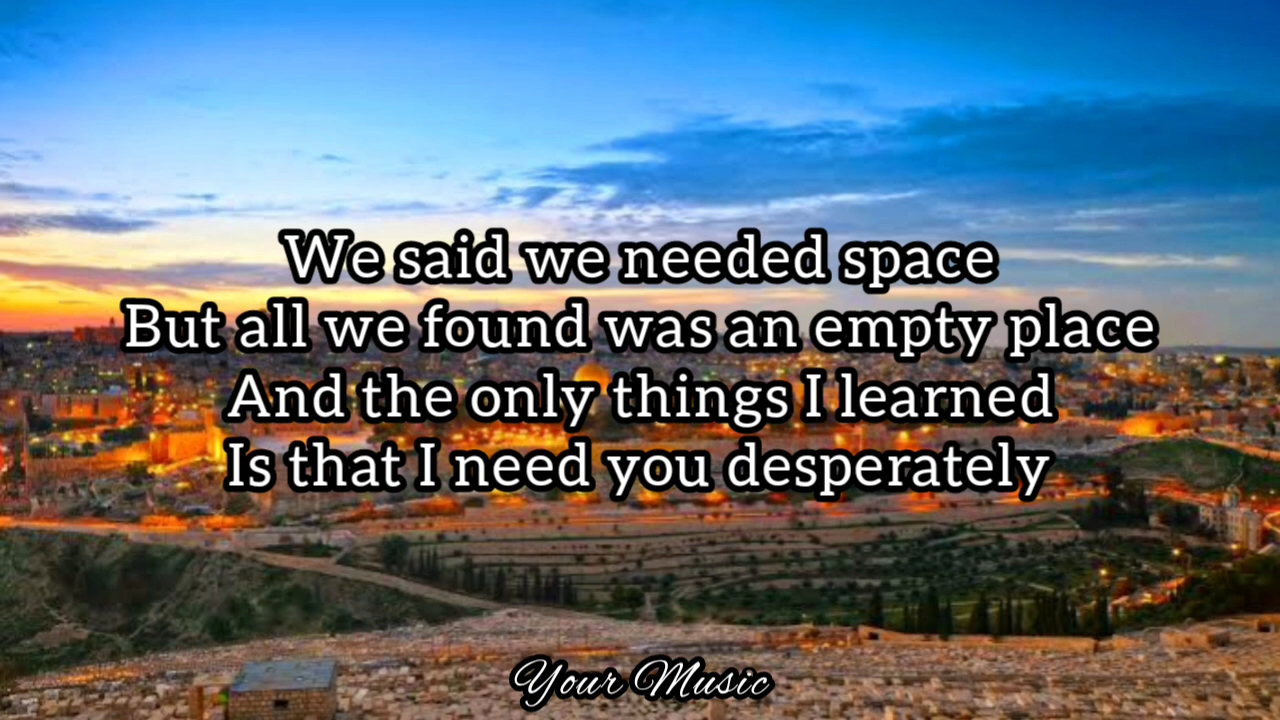 We said we needed space
But all we found was an empty place
And the only things I learned
Is that I need you desperately
Your Music